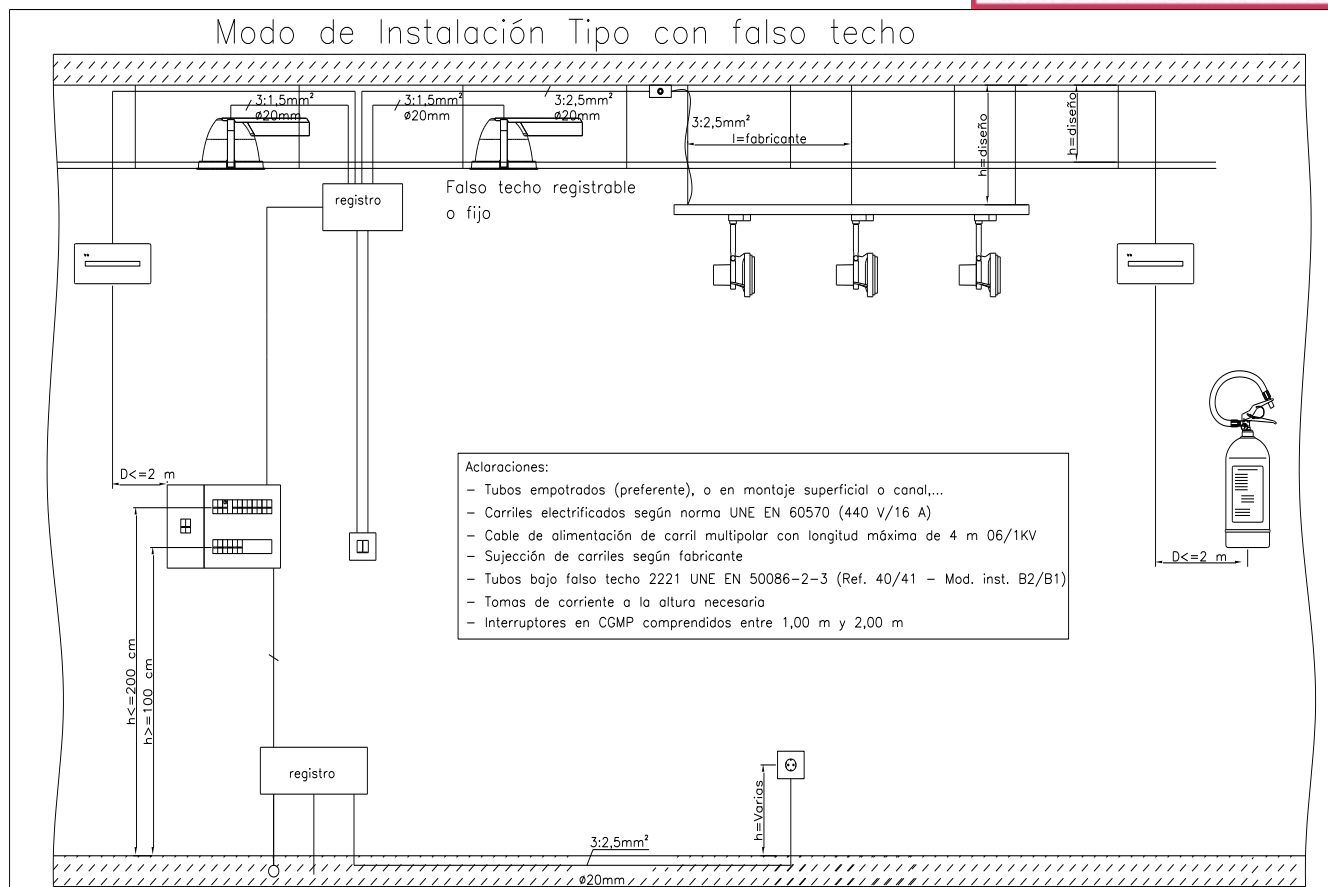 Modo de Instalación Tipo con falso techo
3:1,5mm²
ø20mm
3:1,5mm²
ø20mm
3:2,5mm²
ø20mm
3:2,5mm²
l=fabricante
h=diseño
h=diseño
registro
Falso techo registrable
o fijo
D<=2 m
Aclaraciones:
- Tubos empotrados (preferente), o en montaje superficial o canal,...
- Carriles electrificados según norma UNE EN 60570 (440 V/16 A)
- Cable de alimentación de carril multipolar con longitud máxima de 4 m 06/1KV
- Sujección de carriles según fabricante
- Tubos bajo falso techo 2221 UNE EN 50086-2-3 (Ref. 40/41 - Mod. inst. B2/B1)
- Tomas de corriente a la altura necesaria
- Interruptores en CGMP comprendidos entre 1,00 m y 2,00 m
D<=2 m
h<=200 cm
h>=100 cm
registro
h=Varias
3:2,5mm²
ø20mm